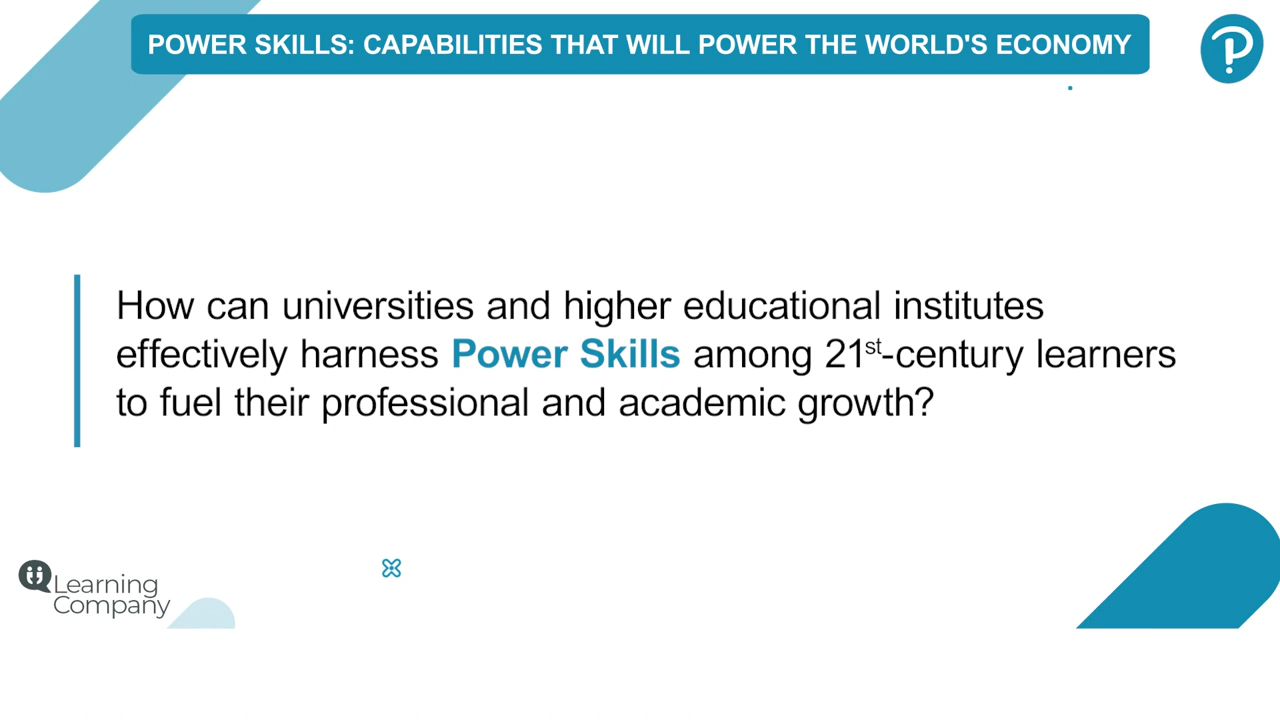 POWER SKILLS: CAPABILITIES THAT WILL POWER THE WORLD'S ECONOMY
How can universities and higher educational institutes
effectively harness Power Skills among 21st-century learners
to fuel their professional and academic growth?
Learning
Company